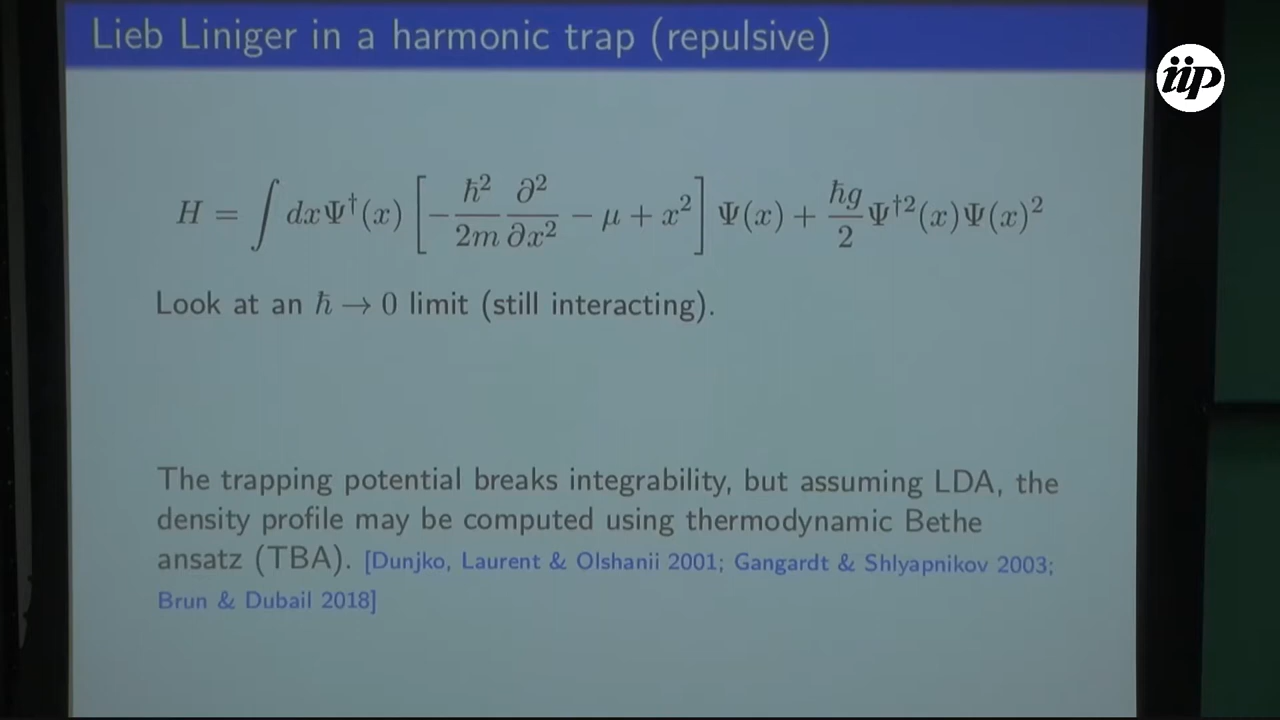 Lieb Liniger in a harmonic trap (repulsive)
iip
H = ∫ dxΨ†(x) [ −ħ²/2m ∂²/∂x² − μ + x² ] Ψ(x) + ħg/2 Ψ†²(x)Ψ(x)²
Look at an ħ → 0 limit (still interacting).
The trapping potential breaks integrability, but assuming LDA, the
density profile may be computed using thermodynamic Bethe
ansatz (TBA). [Dunjko, Laurent & Olshanii 2001; Gangardt & Shlyapnikov 2003;
Brun & Dubail 2018]